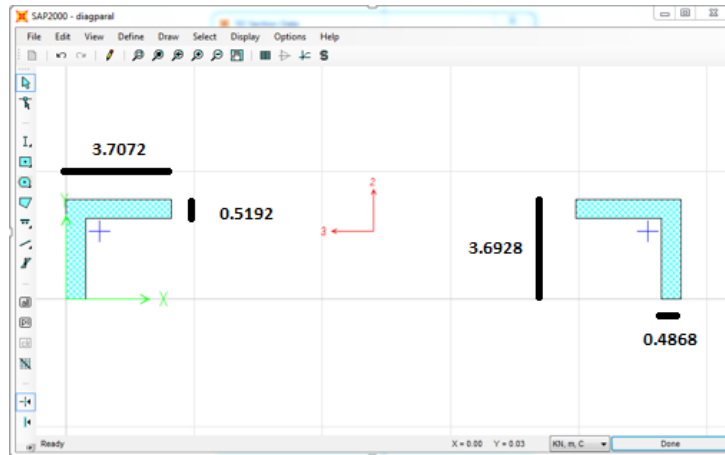 SAP2000 - diagparal
File Edit View Define Draw Select Display Options Help
3.7072
0.5192
2
3
3.6928
Y
X
0.4868
Ready
X = 0.00 Y = 0.03
KN, m, C
Done